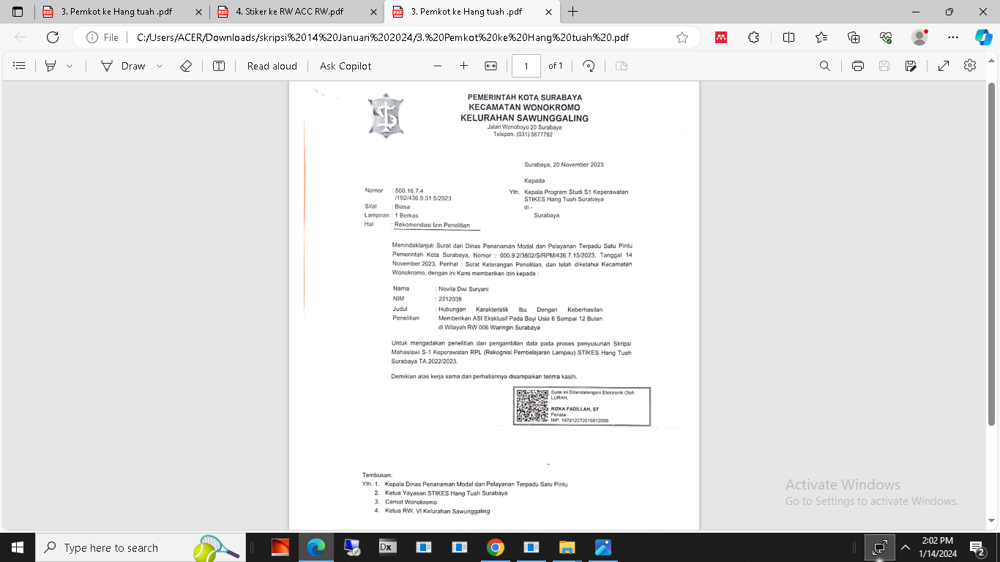 3. Pemkot ke Hang tuah .pdf
4. Stiker ke RW ACC RW.pdf
3. Pemkot ke Hang tuah .pdf
File
C:/Users/ACER/Downloads/skripsi%2014%20Januari%202024/3.%20Pemkot%20ke%20Hang%20tuah%20.pdf
Draw
Read aloud
Ask Copilot
1
of 1
PEMERINTAH KOTA SURABAYA
KECAMATAN WONOKROMO
KELURAHAN SAWUNGGALING
Jalan Wonoboyo 20 Surabaya
Telepon. (031) 5677792
Surabaya, 20 November 2023
Kepada
Nomor : 500.16.7.4
/192/436.9.31.5/2023
Sifat : Biasa
Lampiran : 1 Berkas
Hal : Rekomendasi Izin Penelitian
Yth. Kepala Program Studi S1 Keperawatan
STIKES Hang Tuah Surabaya
di -
Surabaya
Menindaklanjuti Surat dari Dinas Penanaman Modal dan Pelayanan Terpadu Satu Pintu
Pemerintah Kota Surabaya, Nomor : 000.9.2/3802/S/RPM/436.7.15/2023, Tanggal 14
November 2023, Perihal : Surat Keterangan Penelitian, dan telah diketahui Kecamatan
Wonokromo, dengan ini Kami memberikan izin kepada :
Nama : Novita Dwi Suryani
NIM : 2212038
Judul : Hubungan Karakteristik Ibu Dengan Keberhasilan
Penelitian Memberikan ASI Eksklusif Pada Bayi Usia 6 Sampai 12 Bulan
di Wilayah RW 006 Waringin Surabaya
Untuk mengadakan penelitian dan pengambilan data pada proses penyusunan Skripsi
Mahasiswi S-1 Keperawatan RPL (Rekognisi Pembelajaran Lampau) STIKES Hang Tuah
Surabaya TA.2022/2023.
Demikian atas kerja sama dan perhatiannya disampaikan terima kasih.
Surat ini Ditandatangani Elektronik Oleh :
LURAH,
RIZKA FADILLAH, ST
Penata
NIP. 197812272010012009
Tembusan:
Yth. 1. Kepala Dinas Penanaman Modal dan Pelayanan Terpadu Satu Pintu
2. Ketua Yayasan STIKES Hang Tuah Surabaya
3. Camat Wonokromo
4. Ketua RW. VI Kelurahan Sawunggaling
Activate Windows
Go to Settings to activate Windows.
Type here to search
Dx
2:02 PM
1/14/2024
2